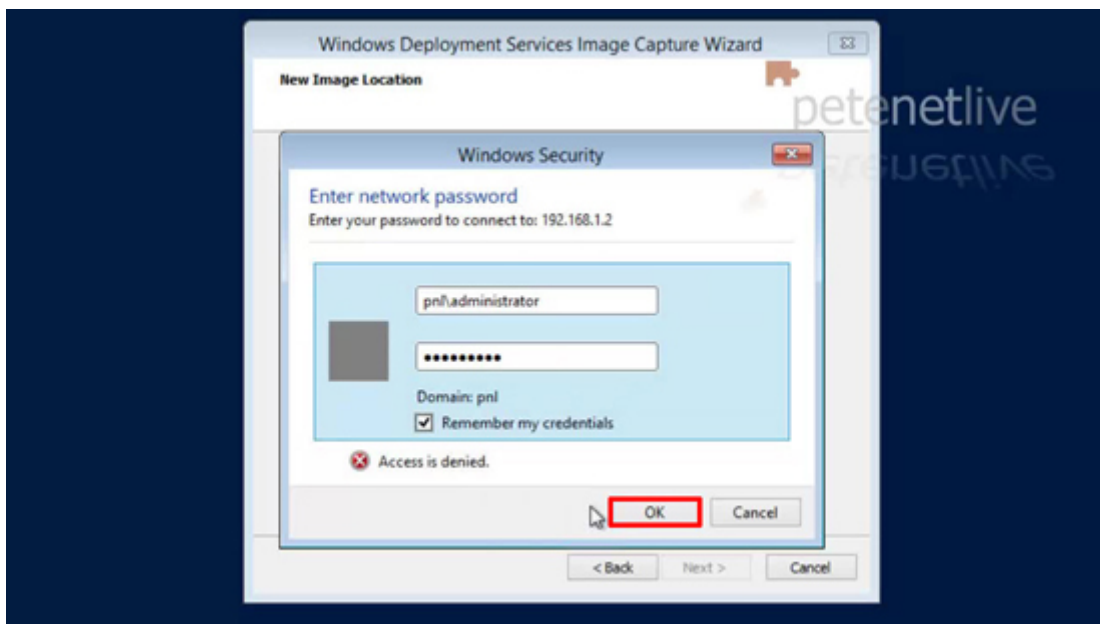 Windows Deployment Services Image Capture Wizard
New Image Location
petenetlive
Windows Security
Enter network password
Enter your password to connect to: 192.168.1.2
pnl\administrator
•••••••••
Domain: pnl
Remember my credentials
Access is denied.
OK
Cancel
< Back
Next >
Cancel